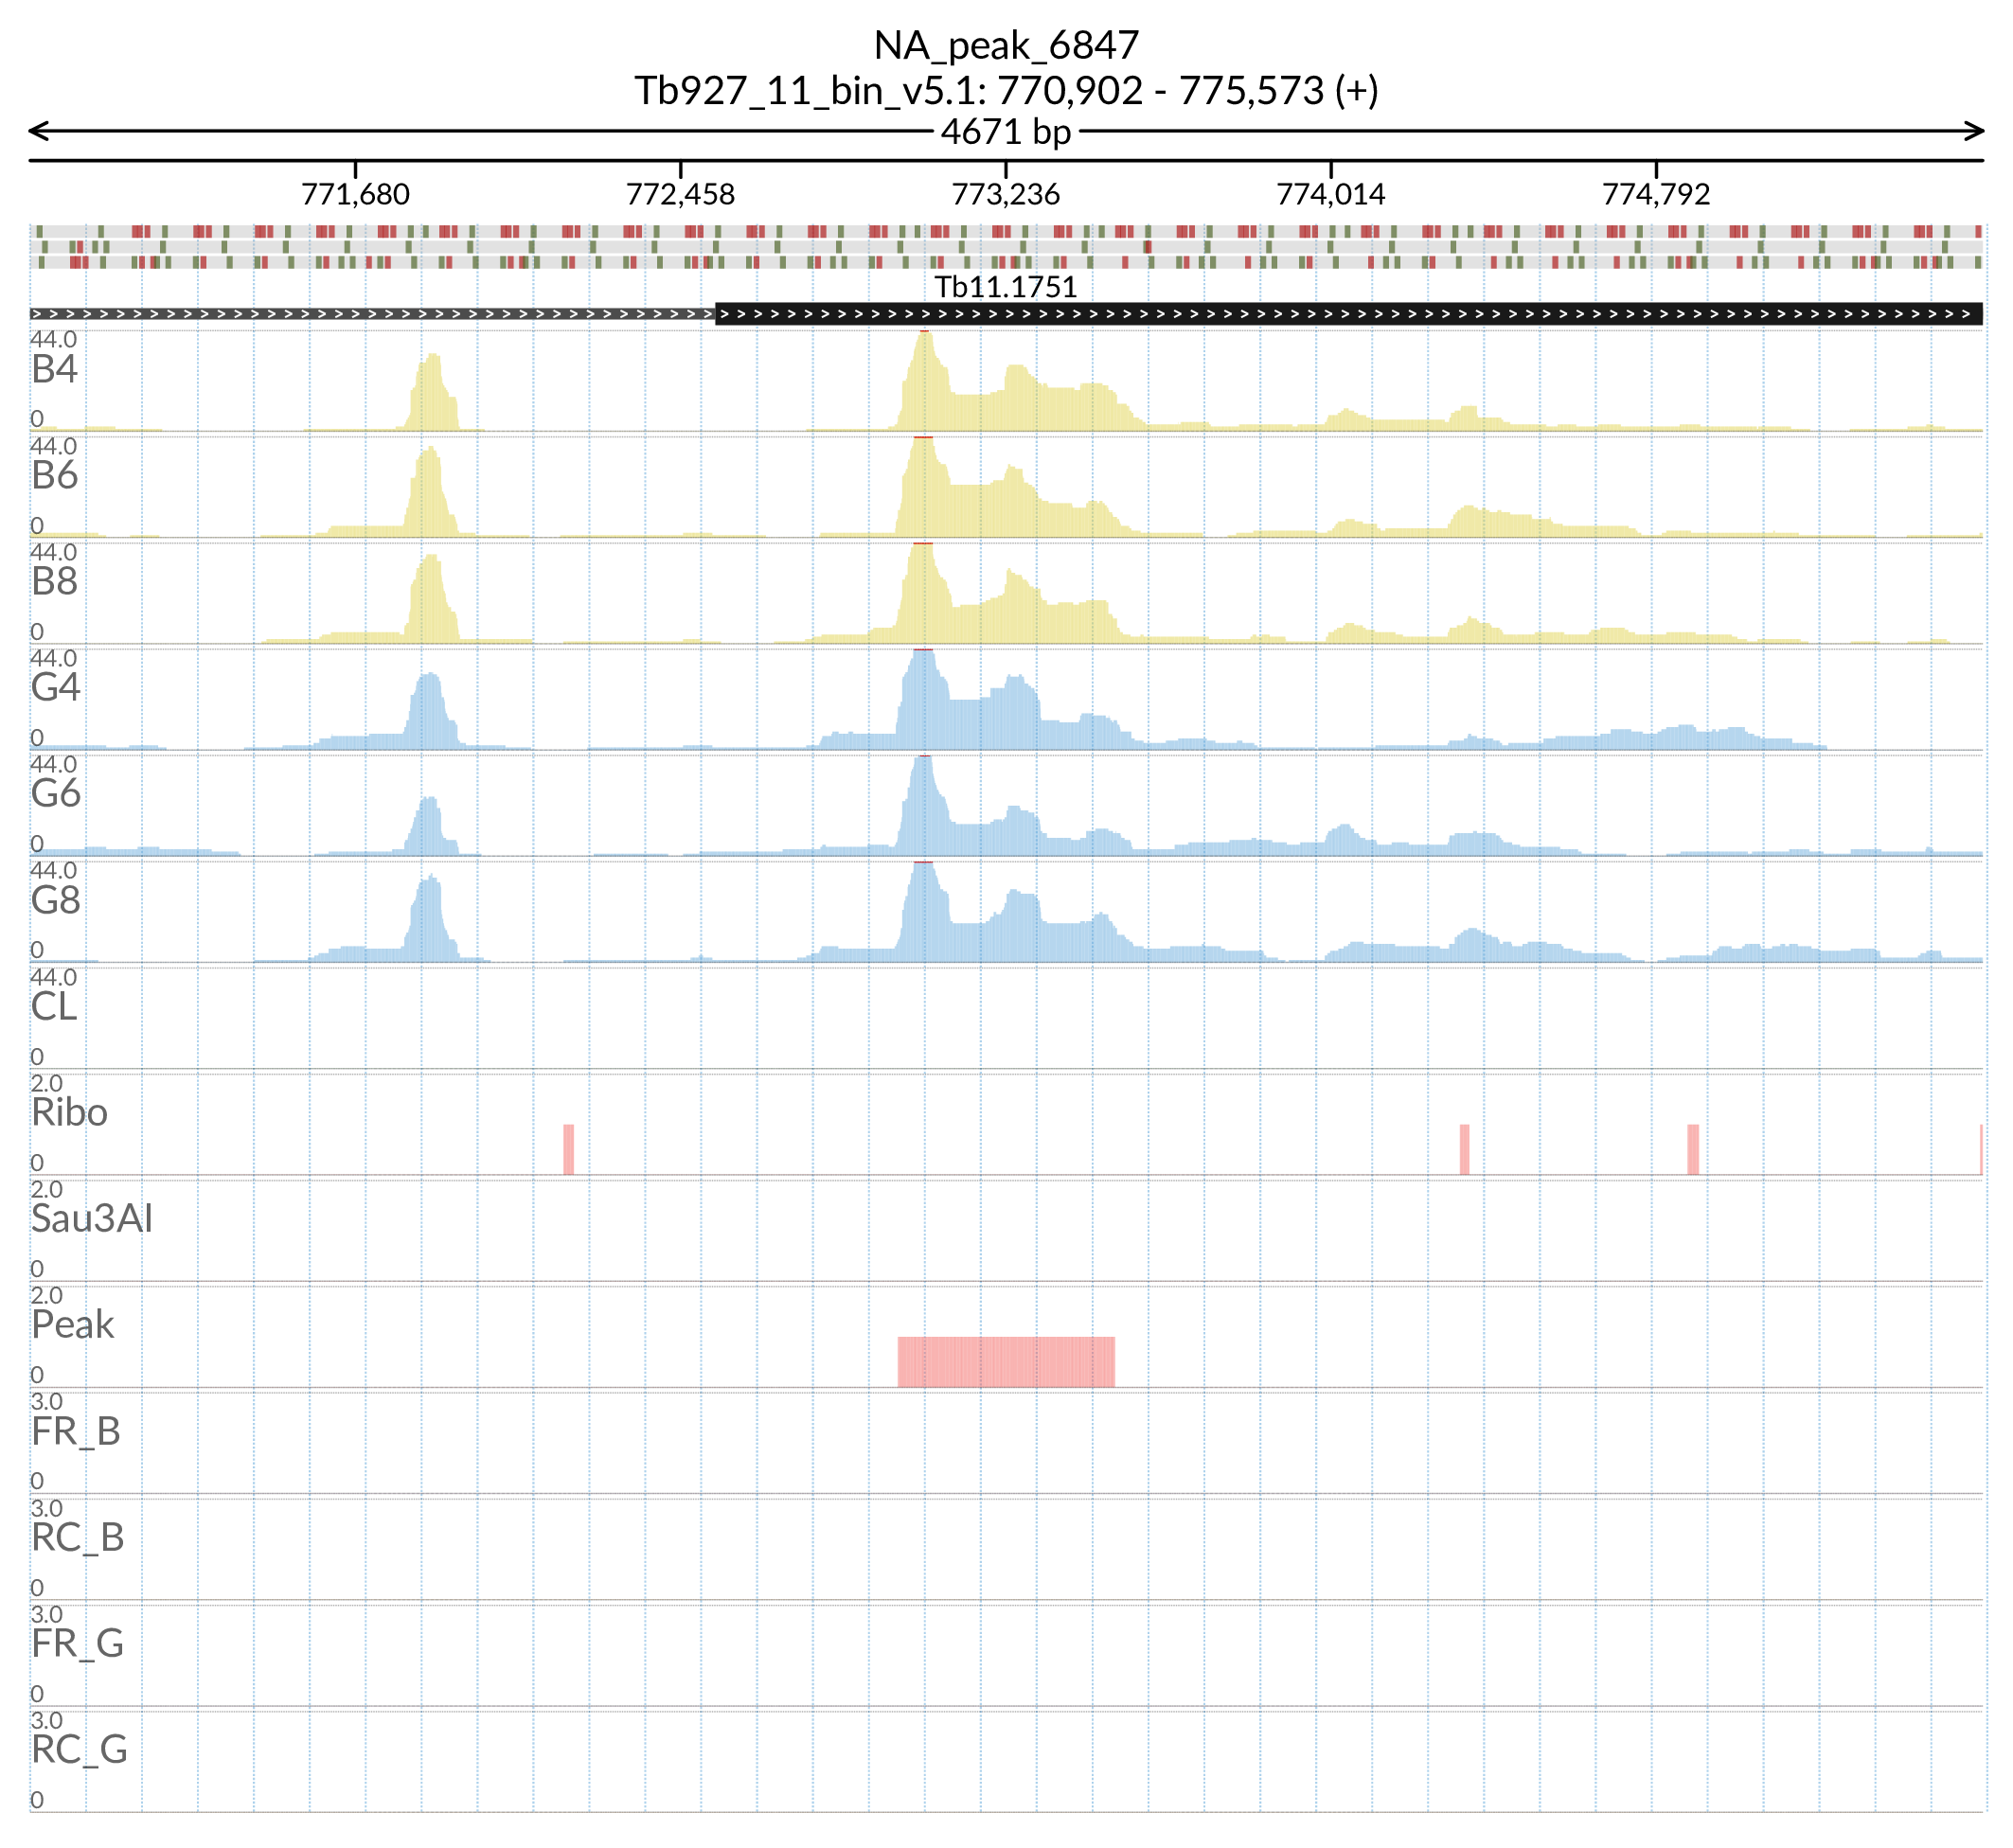 NA_peak_6847
Tb927_11_bin_v5.1: 770,902 - 775,573 (+)
4671 bp
771,680 772,458 773,236 774,014 774,792
Tb11.1751
44.0
B4
0
44.0
B6
0
44.0
B8
0
44.0
G4
0
44.0
G6
0
44.0
G8
0
44.0
CL
0
2.0
Ribo
0
2.0
Sau3AI
0
2.0
Peak
0
3.0
FR_B
0
3.0
RC_B
0
3.0
FR_G
0
3.0
RC_G
0